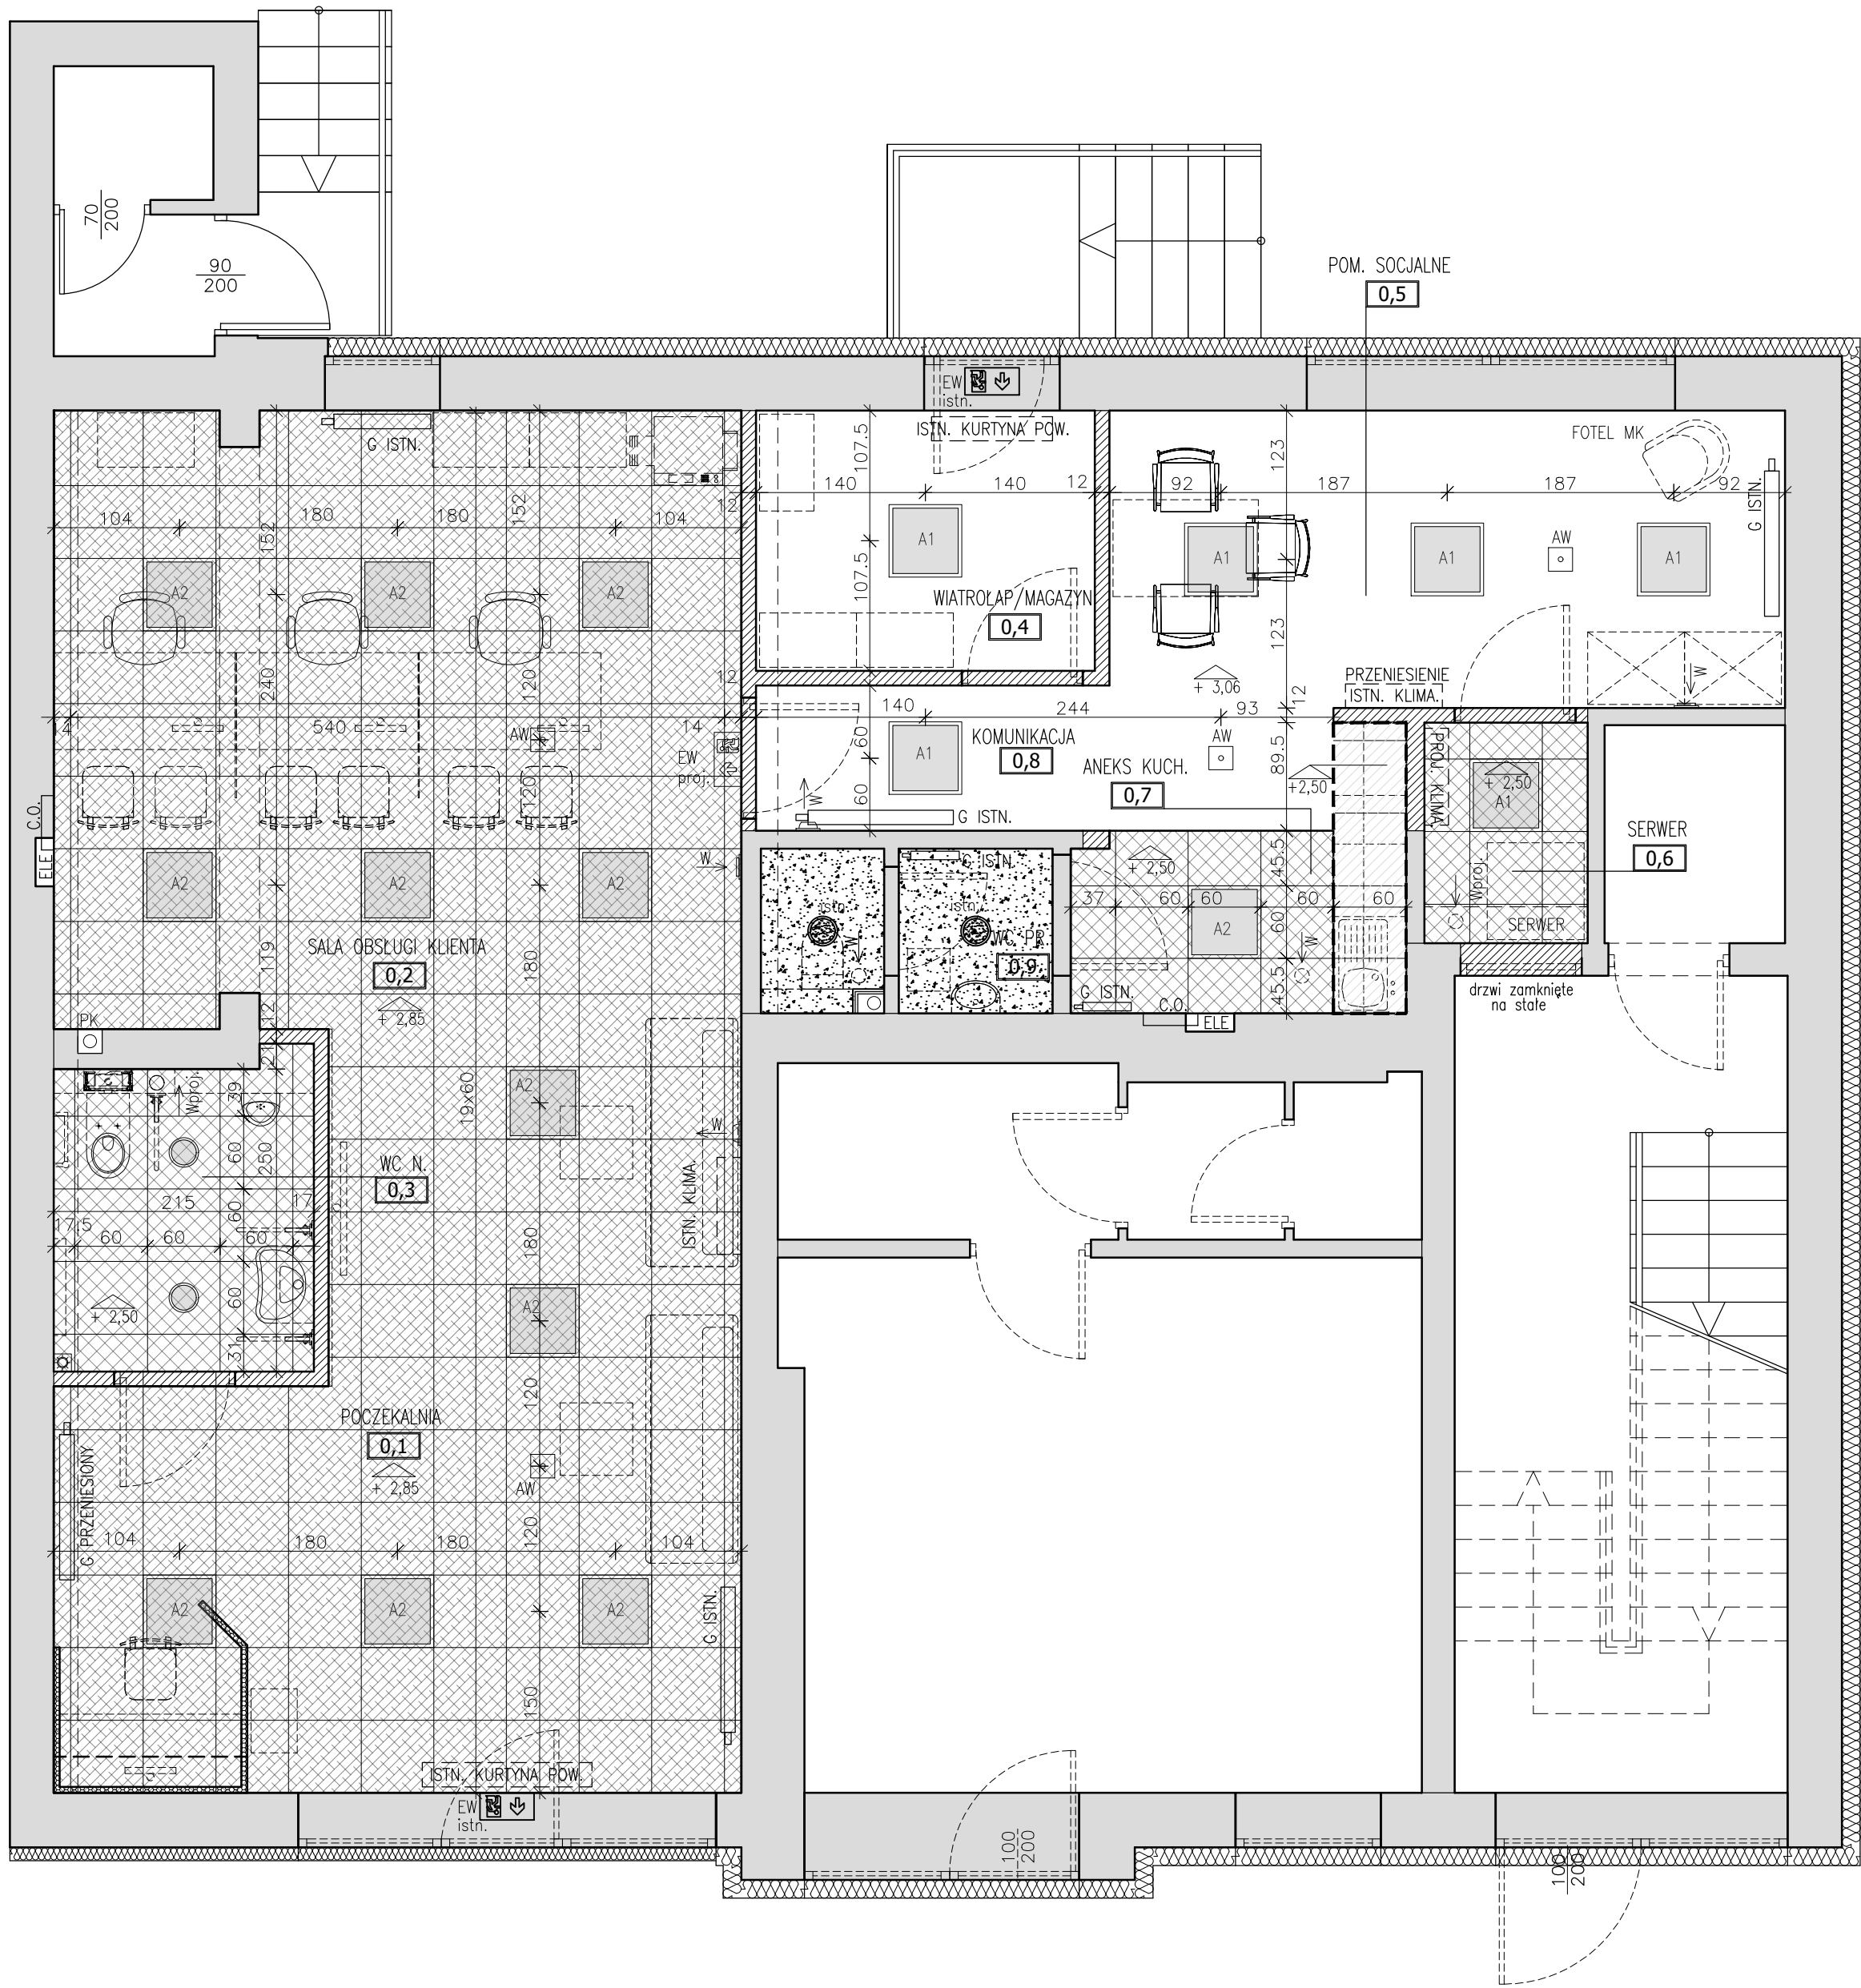 70
200
90
200
POM. SOCJALNE
0,5
EW
istn.
ISTN. KURTYNA POW.
G ISTN.
FOTEL MK
G ISTN.
107.5
123
140
140
12
92
187
187
92
12
104
180
180
104
152
152
A1
A1
A1
A1
AW
107.5
123
A2
A2
A2
WIATROŁAP/MAGAZYN
0,4
240
120
12
+ 3,06
12
PRZENIESIENIE
ISTN. KLIMA.
W
14
540
14
140
244
93
AW
EW
proj.
A1
60
60
KOMUNIKACJA
0,8
AW
ANEKS KUCH.
0,7
89.5
+2,50
PROJ. KLIMA.
+ 2,50
A1
120
W
G ISTN.
C.O.
ELE
SERWER
0,6
A2
A2
A2
W
G ISTN.
+ 2,50
45.5
istn.
istn.
37
60
60
60
60
A2
60
Wproj.
SERWER
SALA OBSŁUGI KLIENTA
0,2
119
180
W
WC PR.
0,9
W
45.5
G ISTN.
C.O.
ELE
drzwi zamknięte
na stałe
+ 2,85
PK
12
21
39
Wproj.
A2
19x60
W
60
250
WC N.
0,3
215
17
60
17.5
60
60
60
ISTN. KLIMA.
180
+ 2,50
60
31
A2
POCZEKALNIA
0,1
+ 2,85
120
AW
G PRZENIESIONY
104
180
180
120
104
A2
A2
A2
G ISTN.
150
ISTN. KURTYNA POW.
EW
istn.
100
200
100
200